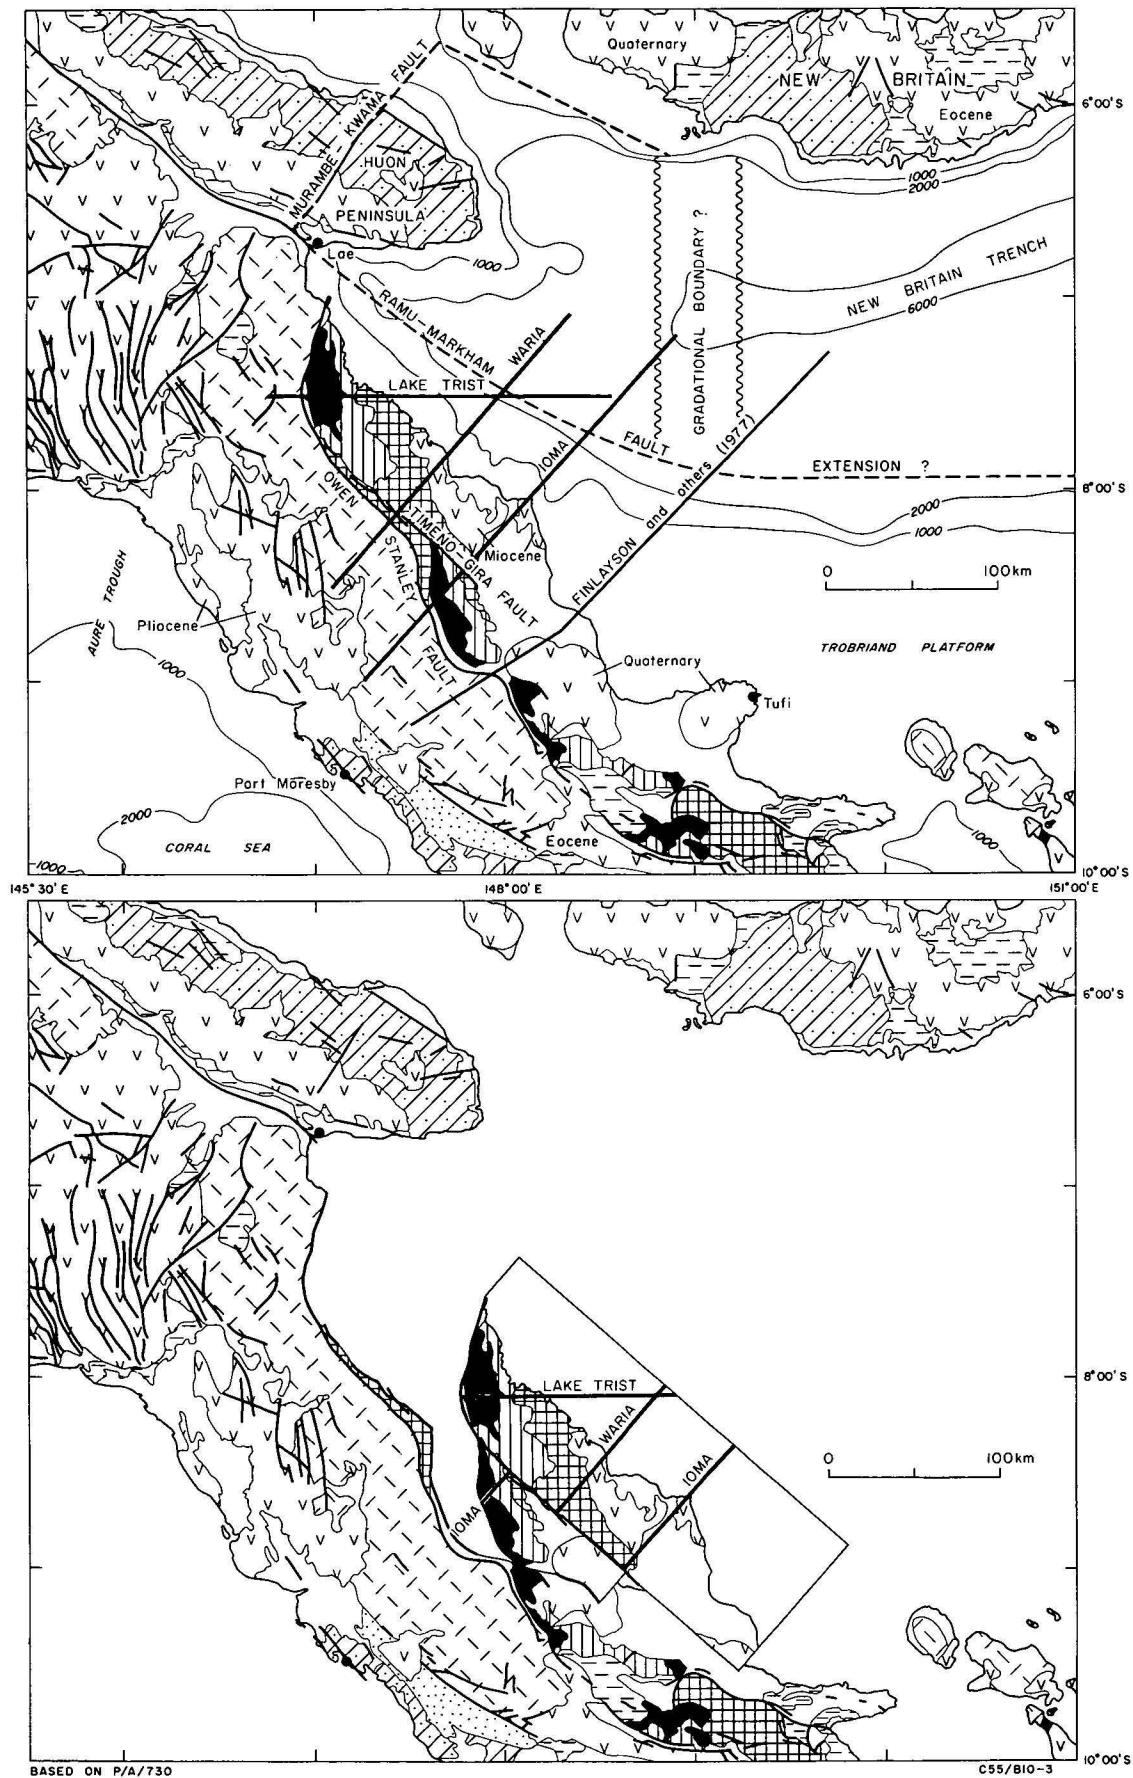 Quaternary
NEW BRITAIN
Eocene
6°00'S
MURAMBE-KWAMA FAULT
HUON
PENINSULA
1000
2000
Lae
1000
GRADATIONAL BOUNDARY ?
NEW BRITAIN TRENCH
6000
RAMU-MARKHAM FAULT EXTENSION ?
WARIA
LAKE TRIST
IOMA
FINLAYSON and others (1977)
8°00'S
OWEN STANLEY FAULT
TIMENO-GIRA FAULT
Miocene
2000
1000
0 100km
AURE TROUGH
Pliocene
1000
TROBRIAND PLATFORM
Quaternary
Tufi
Port Moresby
2000
CORAL SEA
1000
Eocene
1000
10°00'S
145°30'E 148°00'E 151°00'E
6°00'S
8°00'S
LAKE TRIST
WARIA
IOMA
IOMA
0 100km
10°00'S
BASED ON P/A/730 C55/B10-3